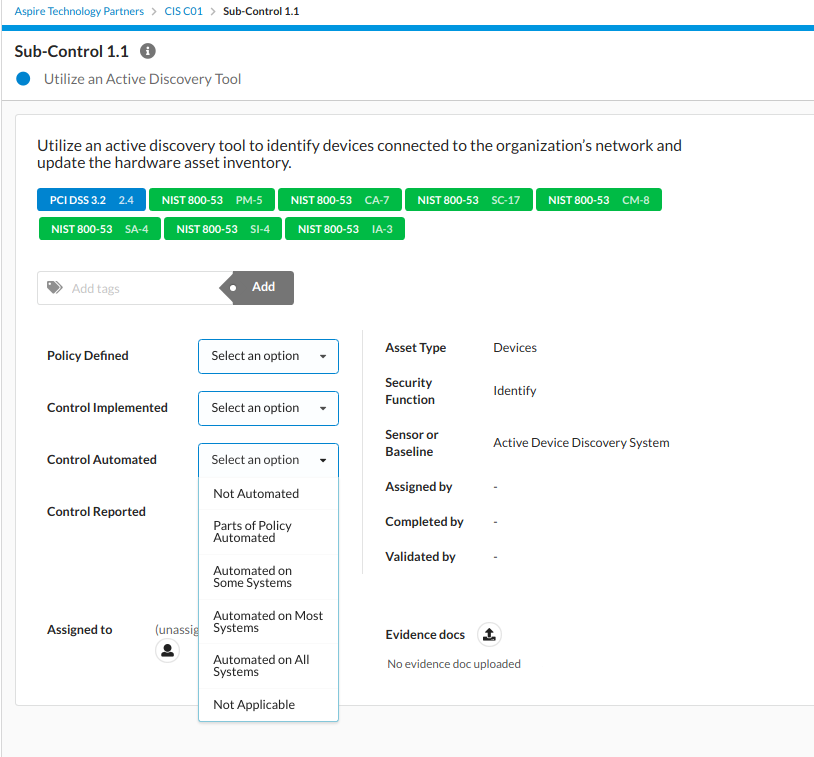 Aspire Technology Partners > CIS C01 > Sub-Control 1.1
Sub-Control 1.1
Utilize an Active Discovery Tool
Utilize an active discovery tool to identify devices connected to the organization's network and
update the hardware asset inventory.
PCI DSS 3.2 2.4 NIST 800-53 PM-5 NIST 800-53 CA-7 NIST 800-53 SC-17 NIST 800-53 CM-8
NIST 800-53 SA-4 NIST 800-53 SI-4 NIST 800-53 IA-3
Add tags Add
Policy Defined Select an option
Control Implemented Select an option
Control Automated Select an option
Not Automated
Parts of Policy
Automated
Automated on
Some Systems
Automated on Most
Systems
Automated on All
Systems
Not Applicable
Control Reported
Assigned to (unassig
Asset Type Devices
Security
Function
Identify
Sensor or
Baseline
Active Device Discovery System
Assigned by -
Completed by -
Validated by -
Evidence docs
No evidence doc uploaded